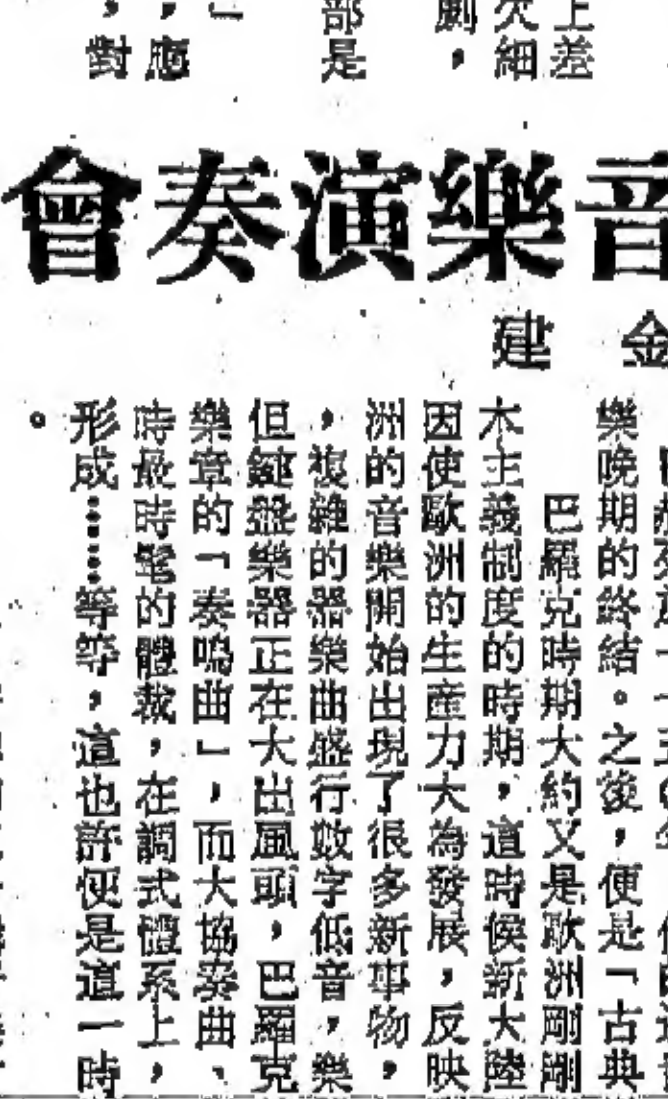 上差
欠細
劃，
部是
」
，應
，對
音樂演奏會
金建
樂晚期的終結。之後，便是「古典
巴羅克時期大約又是歐洲剛剛
木主義制度的時期，這時侯新大陸
因使歐洲的生產力大為發展，反映
洲的音樂開始出現了很多新事物，
，複雜的器樂曲盛行數字低音，樂
但鍵盤樂器正在大出風頭，巴羅克
樂章的「奏鳴曲」，而大協奏曲、
時最時髦的體裁，在調式體系上，
形成……等等，這也許便是這一時
。